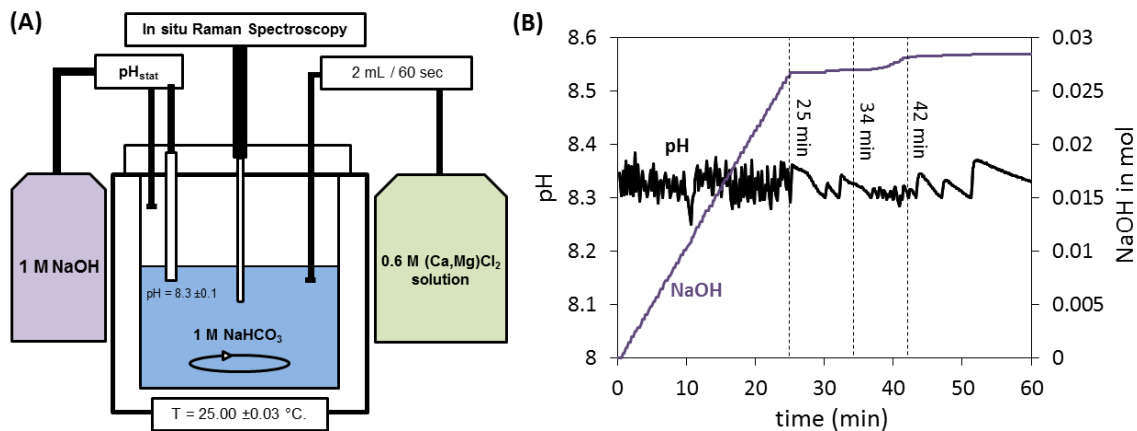 (A)
In situ Raman Spectroscopy
pHstat
2 mL / 60 sec
1 M NaOH
0.6 M (Ca,Mg)Cl2
solution
pH = 8.3 ±0.1
1 M NaHCO3
T = 25.00 ±0.03 °C.
(B)
8.6
8.5
8.4
8.3
8.2
8.1
8
pH
0.03
0.025
0.02
0.015
0.01
0.005
0
NaOH in mol
25 min
34 min
42 min
pH
NaOH
0
10
20
30
40
50
60
time (min)